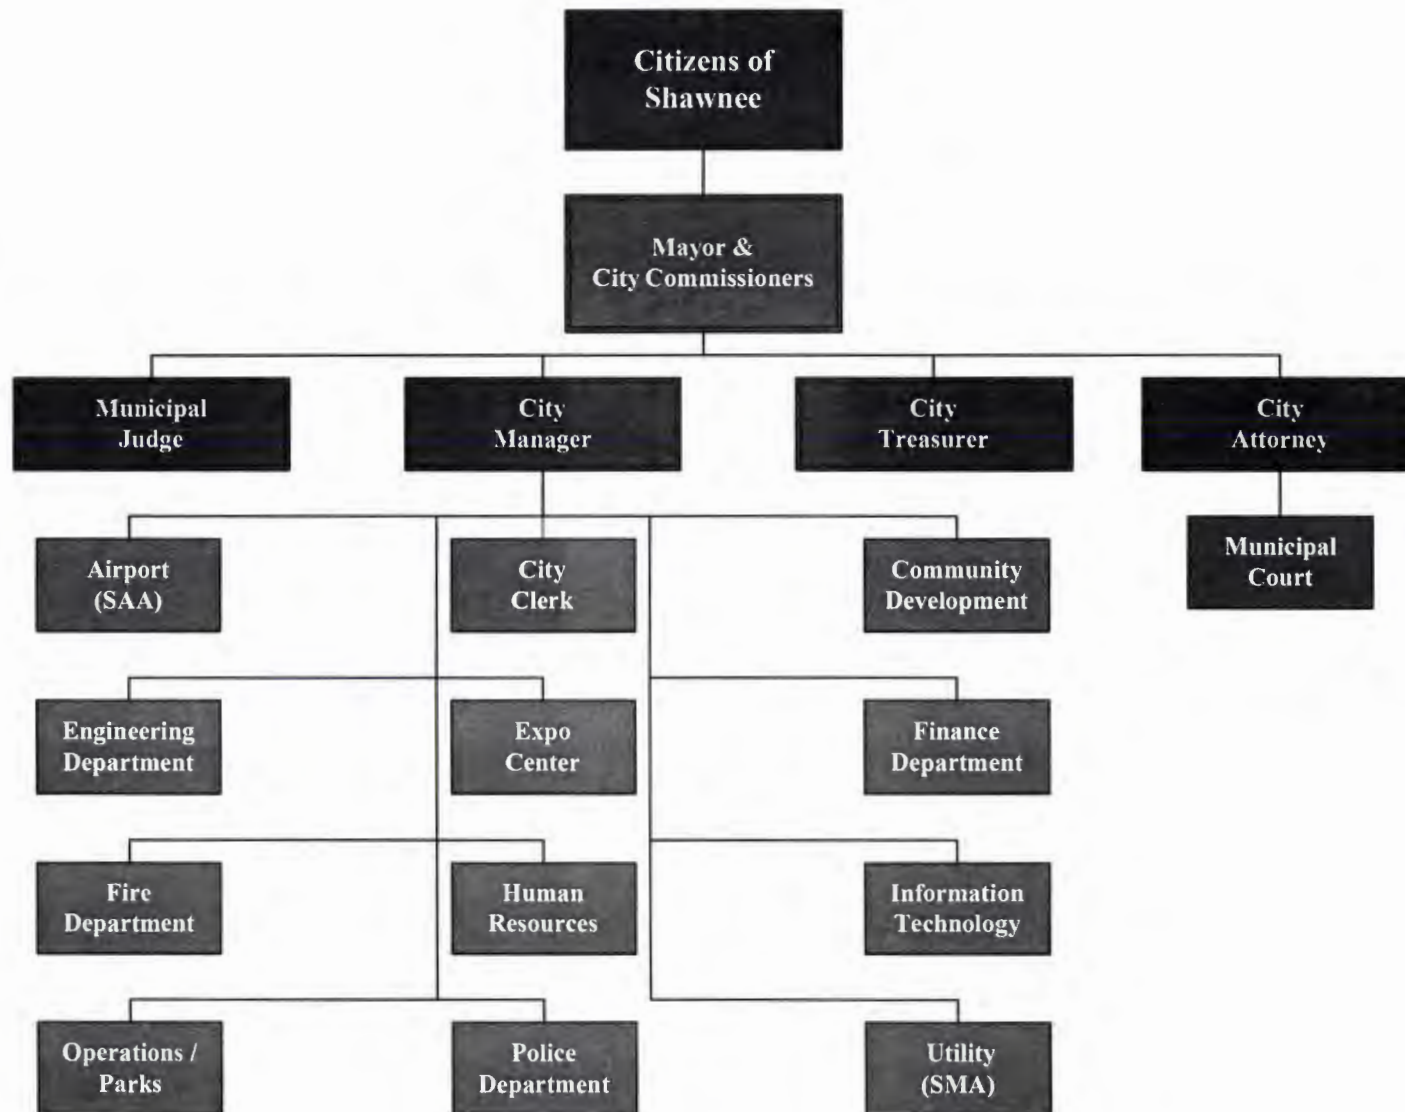 Citizens of
Shawnee
Mayor &
City Commissioners
Municipal
Judge
City
Manager
City
Treasurer
City
Attorney
Airport
(SAA)
City
Clerk
Community
Development
Municipal
Court
Engineering
Department
Expo
Center
Finance
Department
Fire
Department
Human
Resources
Information
Technology
Operations /
Parks
Police
Department
Utility
(SMA)